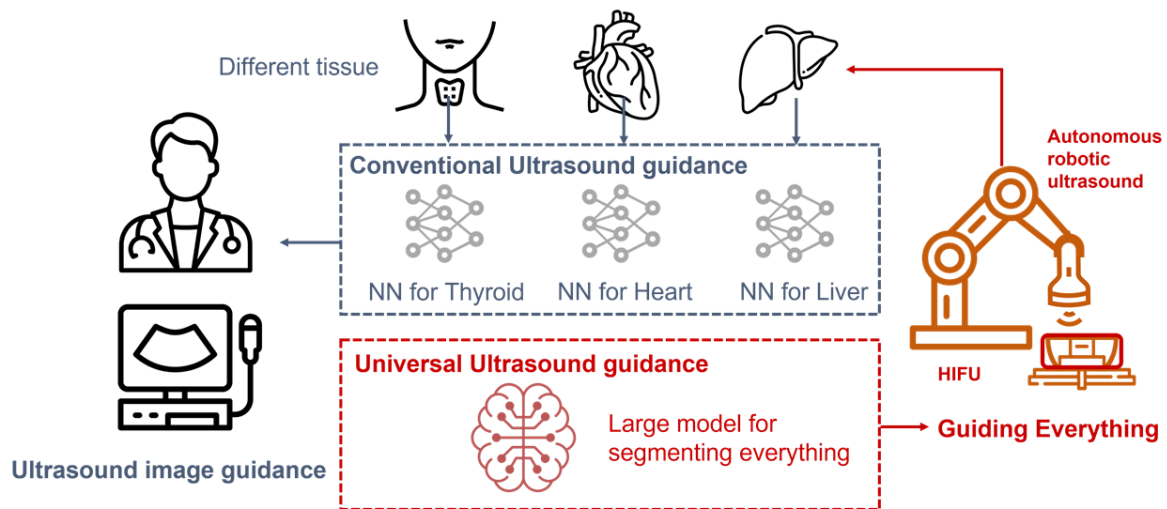 Different tissue
Conventional Ultrasound guidance
NN for Thyroid
NN for Heart
NN for Liver
Autonomous
robotic
ultrasound
HIFU
Universal Ultrasound guidance
Large model for
segmenting everything
Guiding Everything
Ultrasound image guidance